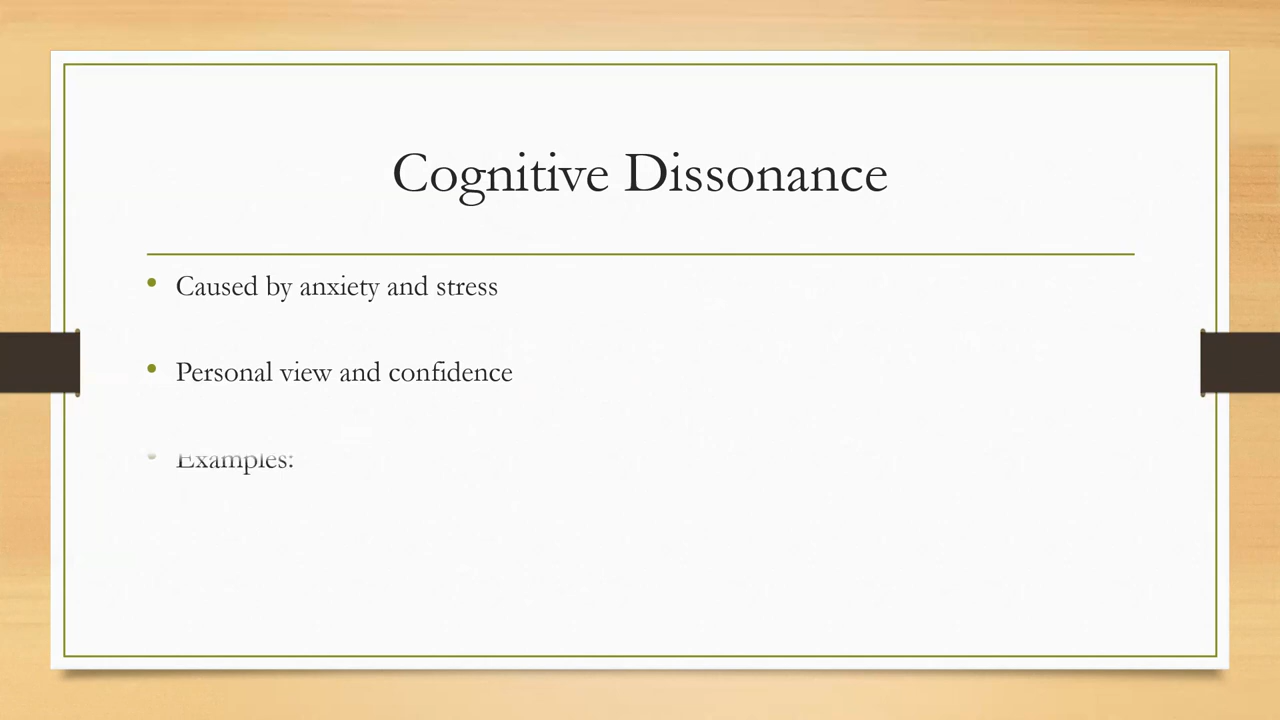 Cognitive Dissonance
• Caused by anxiety and stress
• Personal view and confidence
• Examples: